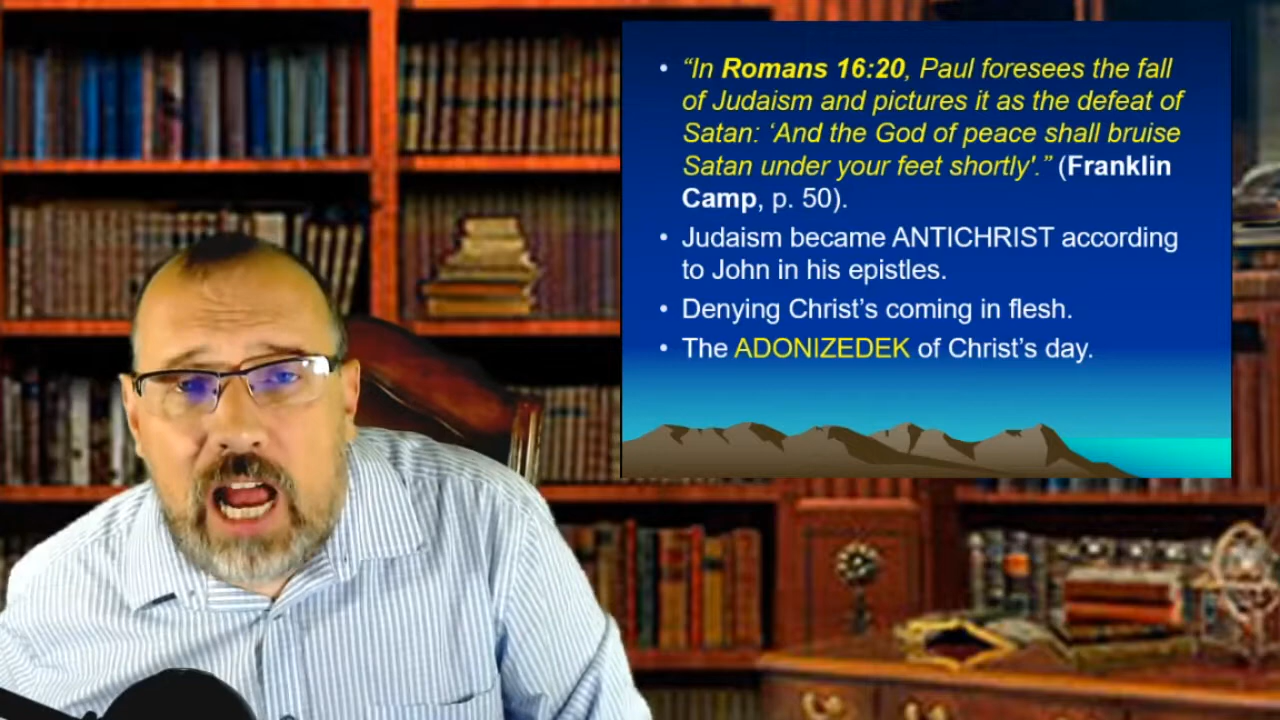 • “In Romans 16:20, Paul foresees the fall
of Judaism and pictures it as the defeat of
Satan: ‘And the God of peace shall bruise
Satan under your feet shortly'.” (Franklin
Camp, p. 50).
• Judaism became ANTICHRIST according
to John in his epistles.
• Denying Christ’s coming in flesh.
• The ADONIZEDEK of Christ’s day.